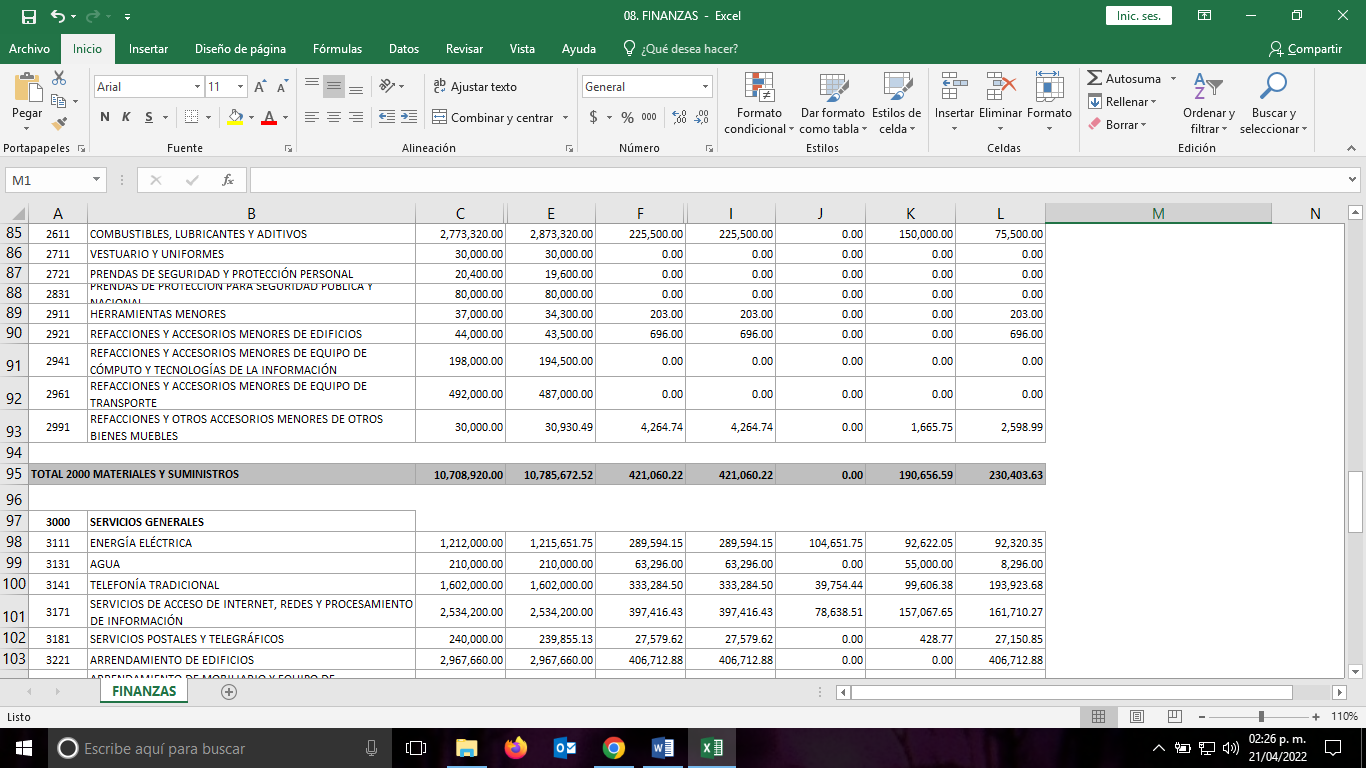 08. FINANZAS - Excel
Inic. ses.
Archivo Inicio Insertar Diseño de página Fórmulas Datos Revisar Vista Ayuda ¿Qué desea hacer? Compartir
Pegar
Arial 11
N K S
Ajustar texto
Combinar y centrar
General
$ % 000
Formato condicional
Dar formato como tabla
Estilos de celda
Insertar Eliminar Formato
Autosuma
Rellenar
Borrar
Ordenar y filtrar
Buscar y seleccionar
Portapapeles Fuente Alineación Número Estilos Celdas Edición
M1 fx
A B C E F I J K L M N
85 2611 COMBUSTIBLES, LUBRICANTES Y ADITIVOS 2,773,320.00 2,873,320.00 225,500.00 225,500.00 0.00 150,000.00 75,500.00
86 2711 VESTUARIO Y UNIFORMES 30,000.00 30,000.00 0.00 0.00 0.00 0.00 0.00
87 2721 PRENDAS DE SEGURIDAD Y PROTECCIÓN PERSONAL 20,400.00 19,600.00 0.00 0.00 0.00 0.00 0.00
88 2831 PRENDAS DE PROTECCIÓN PARA SEGURIDAD PÚBLICA Y NACIONAL 80,000.00 80,000.00 0.00 0.00 0.00 0.00 0.00
89 2911 HERRAMIENTAS MENORES 37,000.00 34,300.00 203.00 203.00 0.00 0.00 203.00
90 2921 REFACCIONES Y ACCESORIOS MENORES DE EDIFICIOS 44,000.00 43,500.00 696.00 696.00 0.00 0.00 696.00
91 2941 REFACCIONES Y ACCESORIOS MENORES DE EQUIPO DE CÓMPUTO Y TECNOLOGÍAS DE LA INFORMACIÓN 198,000.00 194,500.00 0.00 0.00 0.00 0.00 0.00
92 2961 REFACCIONES Y ACCESORIOS MENORES DE EQUIPO DE TRANSPORTE 492,000.00 487,000.00 0.00 0.00 0.00 0.00 0.00
93 2991 REFACCIONES Y OTROS ACCESORIOS MENORES DE OTROS BIENES MUEBLES 30,000.00 30,930.49 4,264.74 4,264.74 0.00 1,665.75 2,598.99
94
95 TOTAL 2000 MATERIALES Y SUMINISTROS 10,708,920.00 10,785,672.52 421,060.22 421,060.22 0.00 190,656.59 230,403.63
96
97 3000 SERVICIOS GENERALES
98 3111 ENERGÍA ELÉCTRICA 1,212,000.00 1,215,651.75 289,594.15 289,594.15 104,651.75 92,622.05 92,320.35
99 3131 AGUA 210,000.00 210,000.00 63,296.00 63,296.00 0.00 55,000.00 8,296.00
100 3141 TELEFONÍA TRADICIONAL 1,602,000.00 1,602,000.00 333,284.50 333,284.50 39,754.44 99,606.38 193,923.68
101 3171 SERVICIOS DE ACCESO DE INTERNET, REDES Y PROCESAMIENTO DE INFORMACIÓN 2,534,200.00 2,534,200.00 397,416.43 397,416.43 78,638.51 157,067.65 161,710.27
102 3181 SERVICIOS POSTALES Y TELEGRÁFICOS 240,000.00 239,855.13 27,579.62 27,579.62 0.00 428.77 27,150.85
103 3221 ARRENDAMIENTO DE EDIFICIOS 2,967,660.00 2,967,660.00 406,712.88 406,712.88 0.00 0.00 406,712.88
ARRENDAMIENTO DE MOBILIARIO Y EQUIPO DE
FINANZAS
Listo 110%
Escribe aquí para buscar
02:26 p. m.
21/04/2022